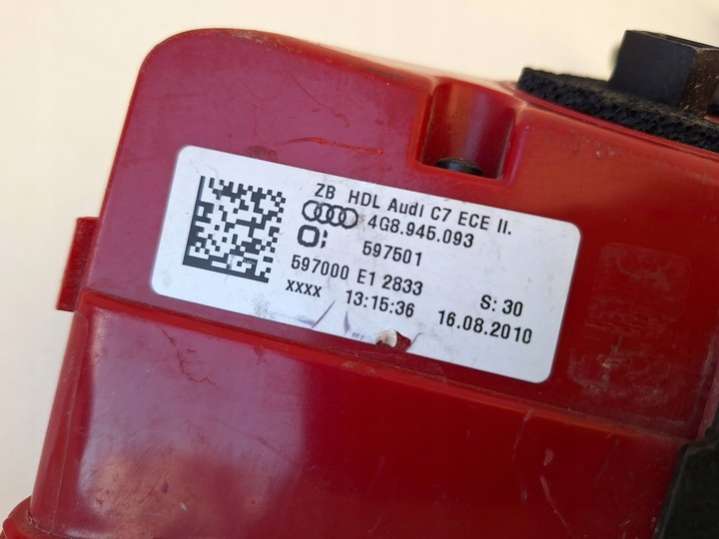 ZB HDL Audi C7 ECE II.
4G8.945.093
597501
597000 E1 2833 S: 30
xxxx 13:15:36 16.08.2010